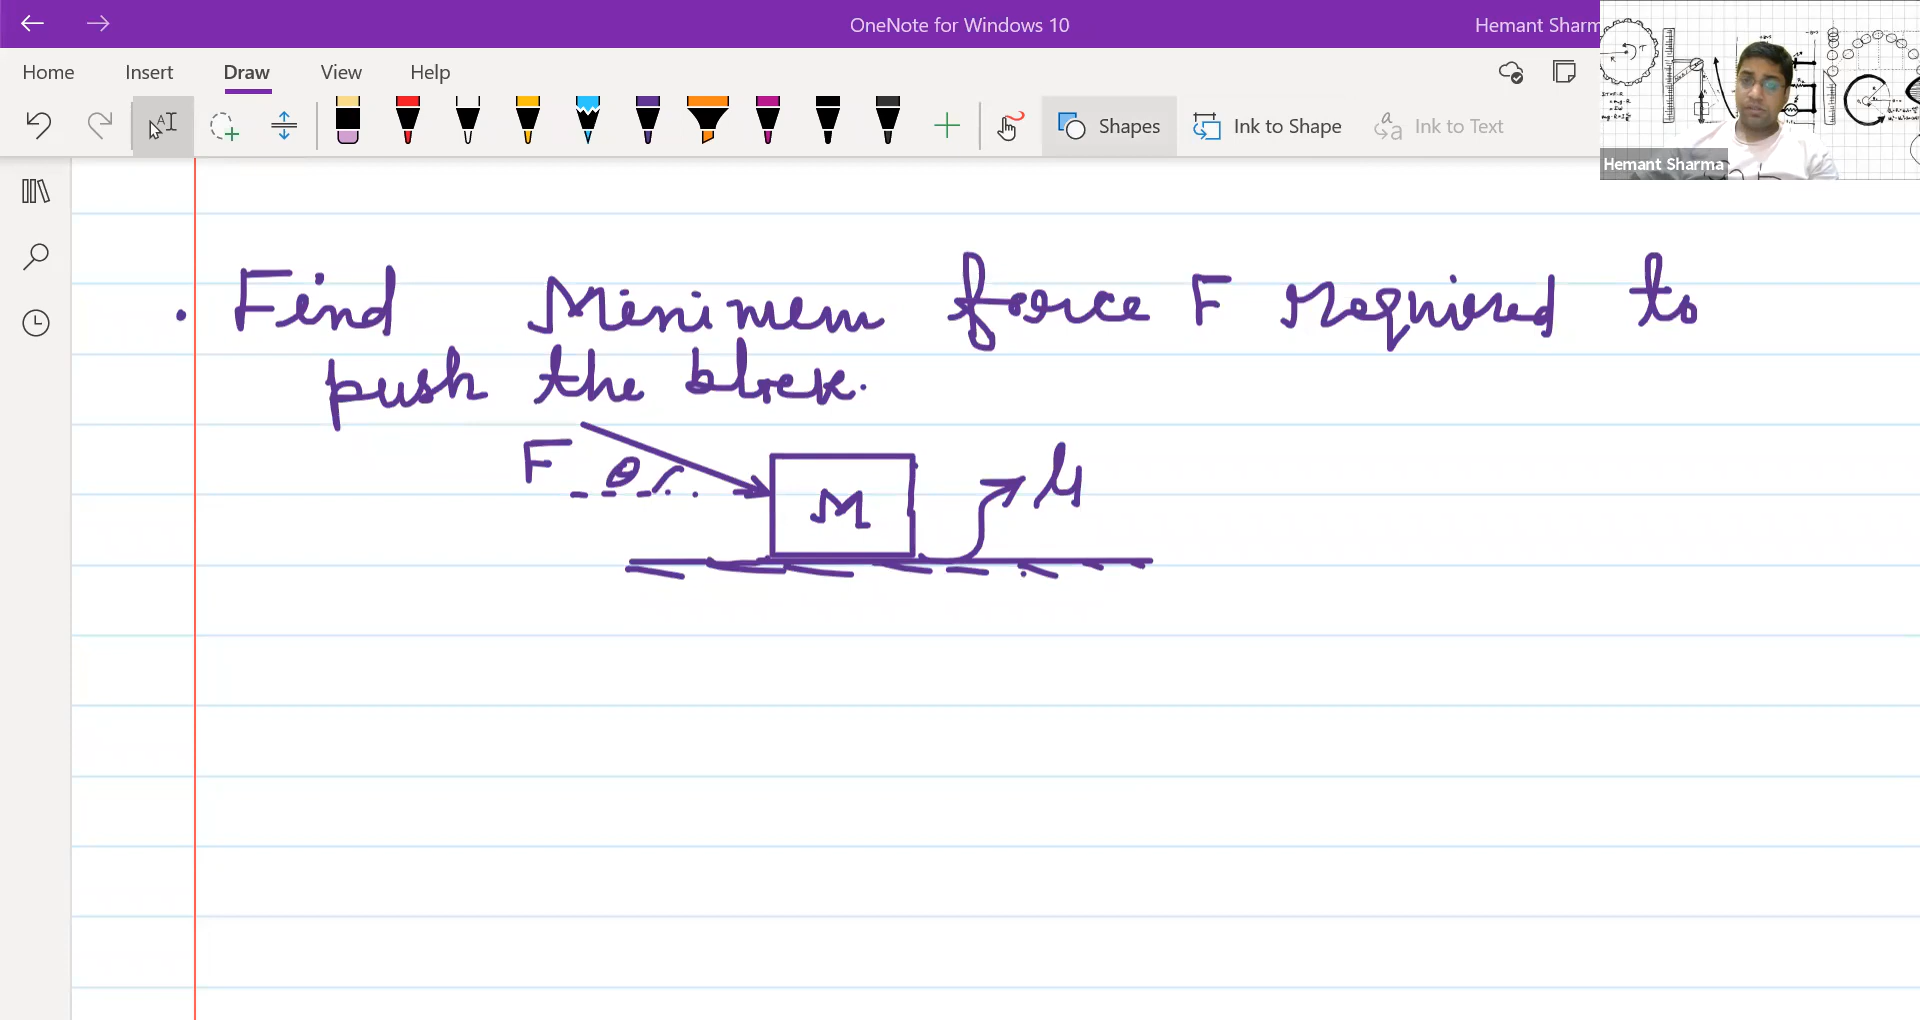 OneNote for Windows 10
Hemant Sharm
Home Insert Draw View Help
Shapes Ink to Shape Ink to Text
Hemant Sharma
. Find Minimum force F required to
push the block.
F θ M μ